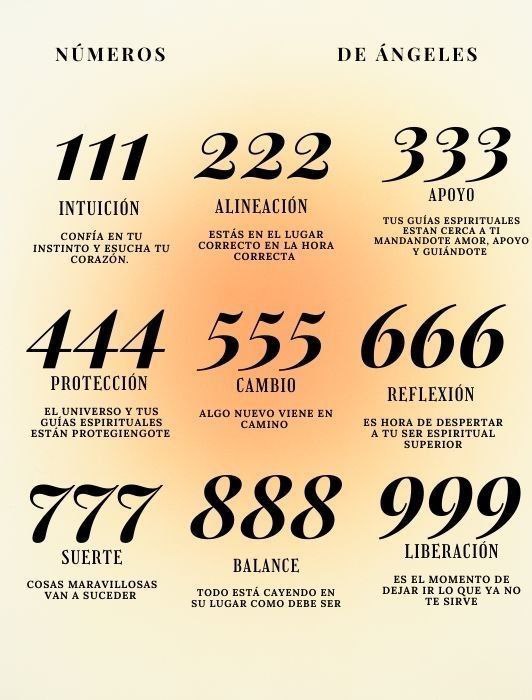 NÚMEROS DE ÁNGELES
111
INTUICIÓN
CONFÍA EN TU
INSTINTO Y ESUCHA TU
CORAZÓN.
222
ALINEACIÓN
ESTÁS EN EL LUGAR
CORRECTO EN LA HORA
CORRECTA
333
APOYO
TUS GUÍAS ESPIRITUALES
ESTAN CERCA A TI
MANDANDOTE AMOR, APOYO
Y GUIÁNDOTE
444
PROTECCIÓN
EL UNIVERSO Y TUS
GUÍAS ESPIRITUALES
ESTÁN PROTEGIENGOTE
555
CAMBIO
ALGO NUEVO VIENE EN
CAMINO
666
REFLEXIÓN
ES HORA DE DESPERTAR
A TU SER ESPIRITUAL
SUPERIOR
777
SUERTE
COSAS MARAVILLOSAS
VAN A SUCEDER
888
BALANCE
TODO ESTÁ CAYENDO EN
SU LUGAR COMO DEBE SER
999
LIBERACIÓN
ES EL MOMENTO DE
DEJAR IR LO QUE YA NO
TE SIRVE